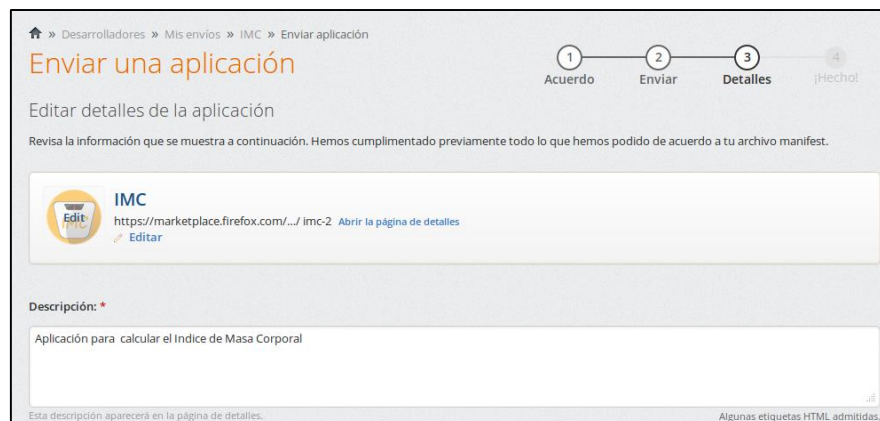 » Desarrolladores » Mis envíos » IMC » Enviar aplicación
Enviar una aplicación
1 2 3 4
Acuerdo Enviar Detalles ¡Hecho!
Editar detalles de la aplicación
Revisa la información que se muestra a continuación. Hemos cumplimentado previamente todo lo que hemos podido de acuerdo a tu archivo manifest.
Edit
IMC
IMC
https://marketplace.firefox.com/.../ imc-2 Abrir la página de detalles
Editar
Descripción: *
Aplicación para calcular el Indice de Masa Corporal
Esta descripción aparecerá en la página de detalles. Algunas etiquetas HTML admitidas.